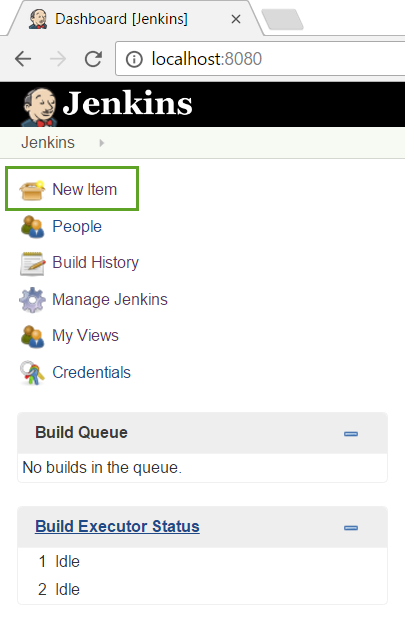 Dashboard [Jenkins]
localhost:8080
Jenkins
Jenkins
New Item
People
Build History
Manage Jenkins
My Views
Credentials
Build Queue
No builds in the queue.
Build Executor Status
1 Idle
2 Idle